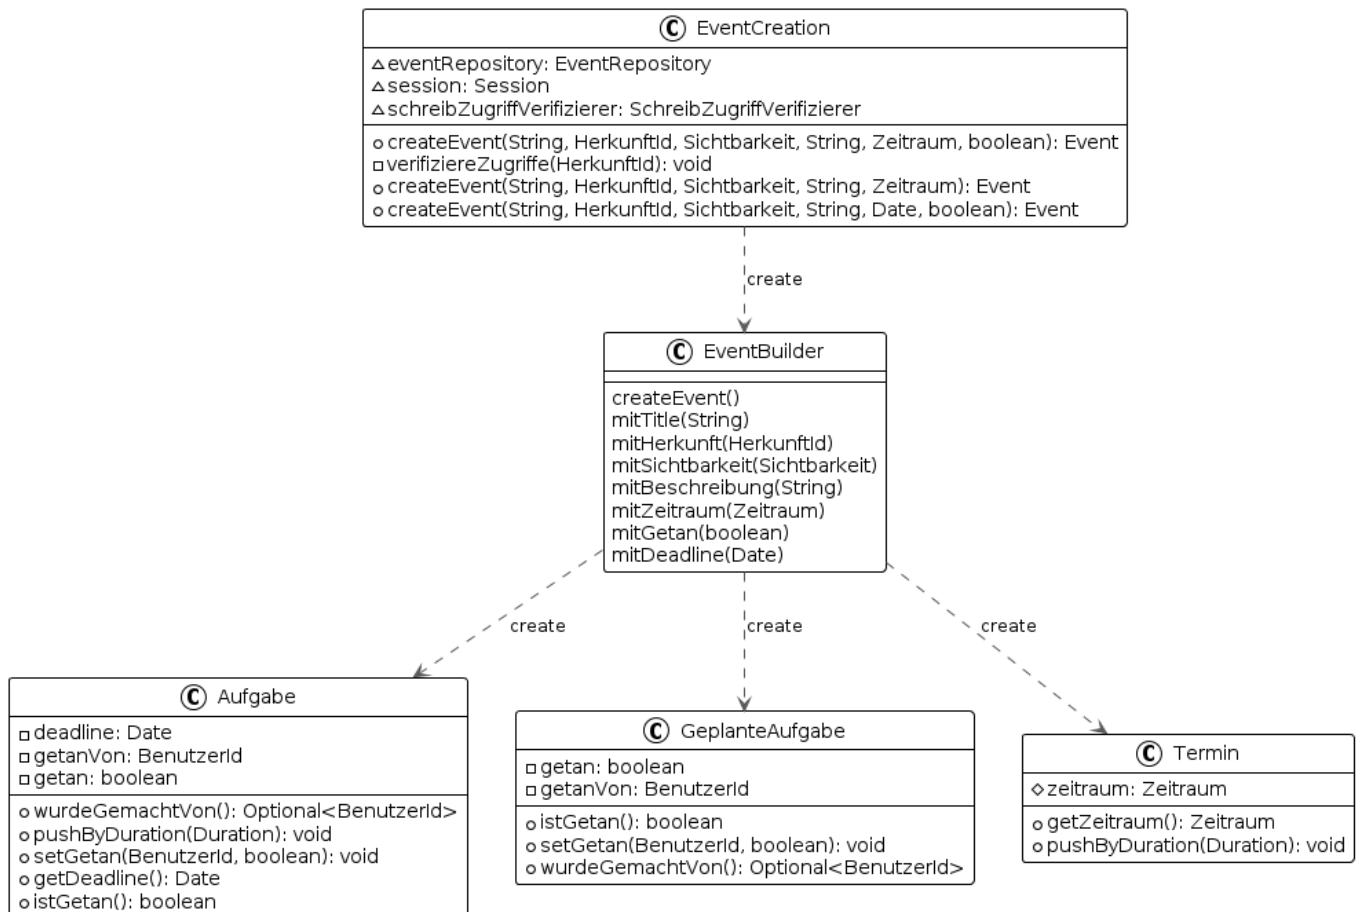 C EventCreation
eventRepository: EventRepository
session: Session
schreibZugriffVerifizierer: SchreibZugriffVerifizierer
createEvent(String, HerkunftId, Sichtbarkeit, String, Zeitraum, boolean): Event
verifiziereZugriffe(HerkunftId): void
createEvent(String, HerkunftId, Sichtbarkeit, String, Zeitraum): Event
createEvent(String, HerkunftId, Sichtbarkeit, String, Date, boolean): Event
create
C EventBuilder
createEvent()
mitTitle(String)
mitHerkunft(HerkunftId)
mitSichtbarkeit(Sichtbarkeit)
mitBeschreibung(String)
mitZeitraum(Zeitraum)
mitGetan(boolean)
mitDeadline(Date)
create
create
create
C Aufgabe
deadline: Date
getanVon: BenutzerId
getan: boolean
wurdeGemachtVon(): Optional<BenutzerId>
pushByDuration(Duration): void
setGetan(BenutzerId, boolean): void
getDeadline(): Date
istGetan(): boolean
C GeplanteAufgabe
getan: boolean
getanVon: BenutzerId
istGetan(): boolean
setGetan(BenutzerId, boolean): void
wurdeGemachtVon(): Optional<BenutzerId>
C Termin
zeitraum: Zeitraum
getZeitraum(): Zeitraum
pushByDuration(Duration): void